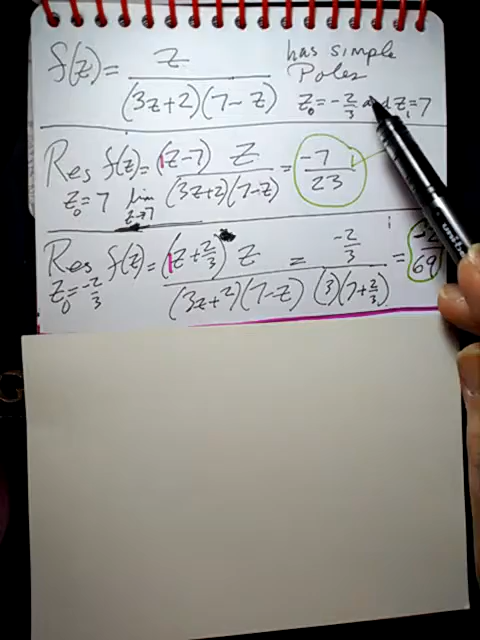 f(z) = z / (3z+2)(7-z) has simple Poles z₀ = -2/3 and z₁ = 7
Res f(z) = (z-7) z / (3z+2)(7-z) = -7/23
z₀ = 7 lim z→7
Res f(z) = (z + 2/3) z / (3z+2)(7-z) = -2/3 / (3)(7+2/3) =
z₀ = -2/3
69